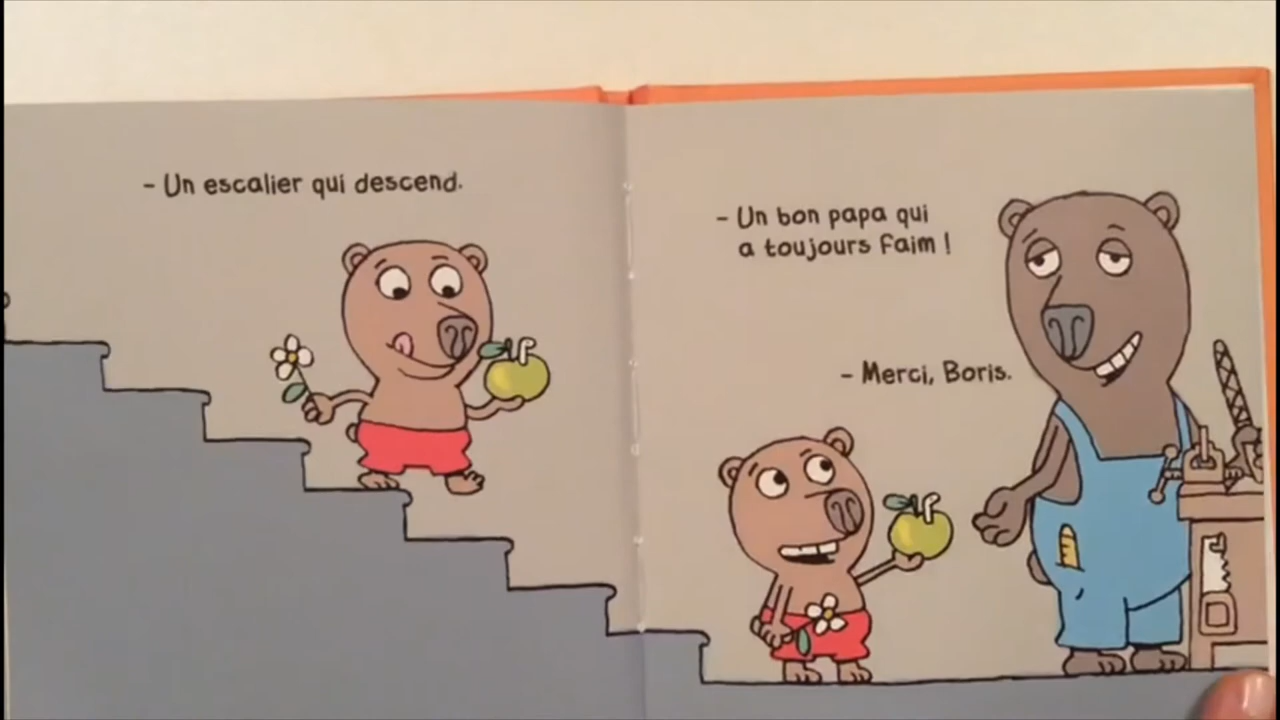 - Un escalier qui descend.
- Un bon papa qui
a toujours faim !
- Merci, Boris.